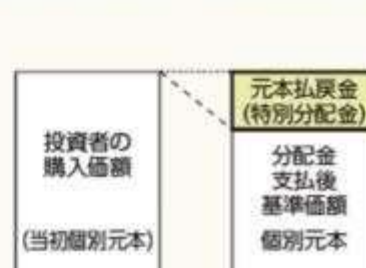 投資者の
購入価額
(当初個別元本)
元本払戻金
(特別分配金)
分配金
支払後
基準価額
個別元本